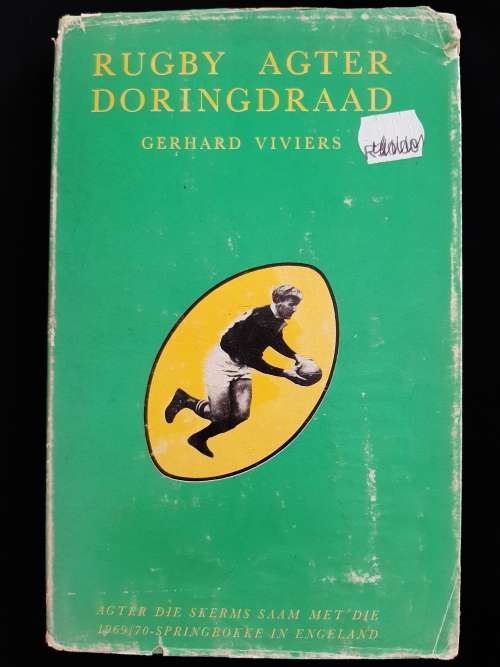 RUGBY AGTER
DORINGDRAAD
GERHARD VIVIERS
AGTER DIE SKERMS SAAM MET DIE
1969/70-SPRINGBOKKE IN ENGELAND